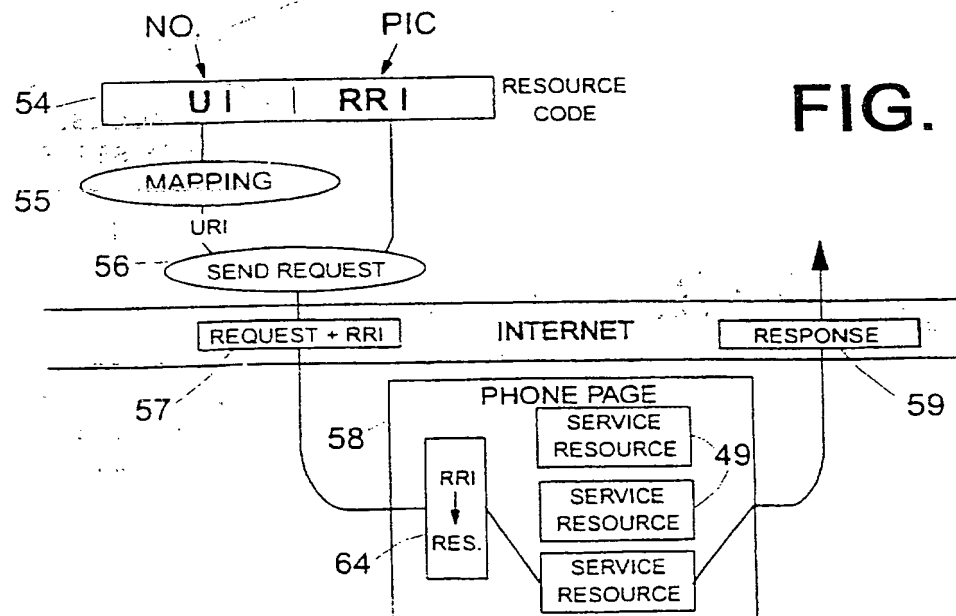 NO.
PIC
54
UI | RRI
RESOURCE
CODE
FIG.
55
MAPPING
URI
56
SEND REQUEST
REQUEST + RRI
INTERNET
RESPONSE
57
59
PHONE PAGE
58
SERVICE
RESOURCE
49
RRI
RES.
SERVICE
RESOURCE
64
SERVICE
RESOURCE